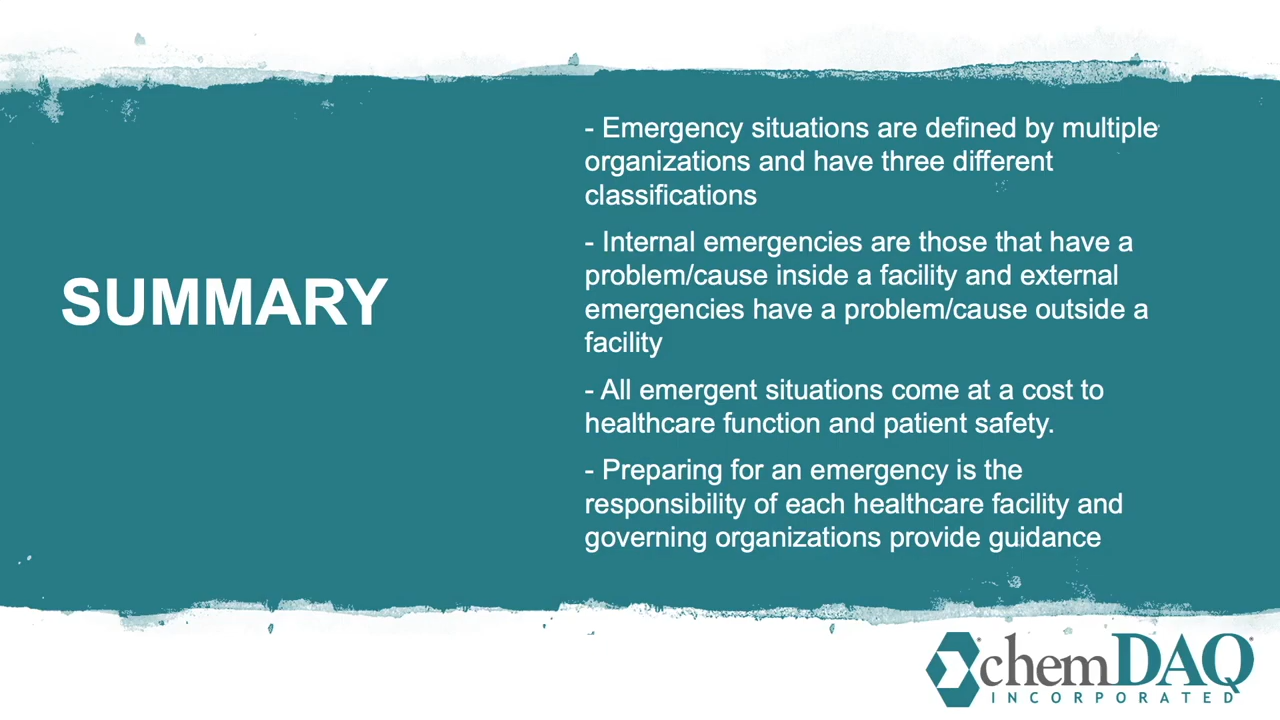 SUMMARY
- Emergency situations are defined by multiple
organizations and have three different
classifications
- Internal emergencies are those that have a
problem/cause inside a facility and external
emergencies have a problem/cause outside a
facility
- All emergent situations come at a cost to
healthcare function and patient safety.
- Preparing for an emergency is the
responsibility of each healthcare facility and
governing organizations provide guidance
chemDAQ®
INCORPORATED